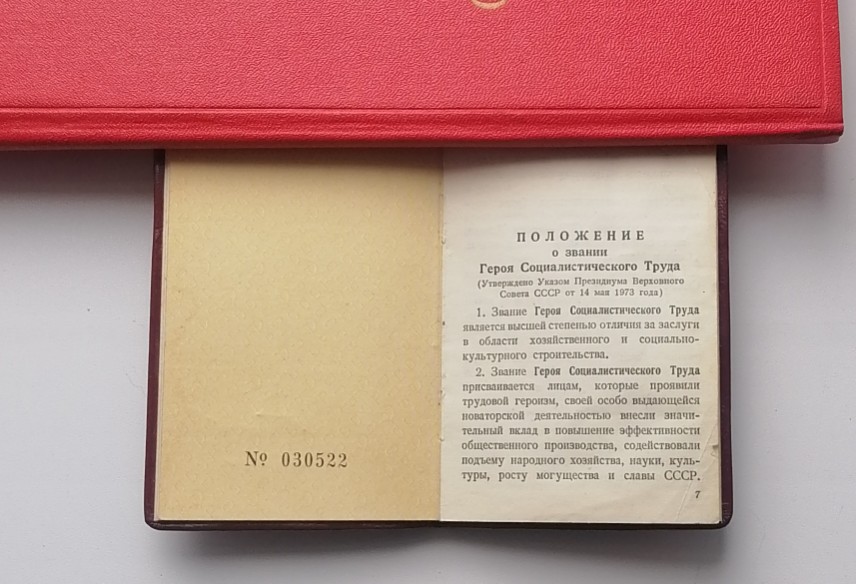 № 030522
ПОЛОЖЕНИЕ
о звании
Героя Социалистического Труда
(Утверждено Указом Президиума Верховного
Совета СССР от 14 мая 1973 года)
1. Звание Героя Социалистического Труда
является высшей степенью отличия за заслуги
в области хозяйственного и социально-
культурного строительства.
2. Звание Героя Социалистического Труда
присваивается лицам, которые проявили
трудовой героизм, своей особо выдающейся
новаторской деятельностью внесли значи-
тельный вклад в повышение эффективности
общественного производства, содействовали
подъему народного хозяйства, науки, куль-
туры, росту могущества и славы СССР.
7